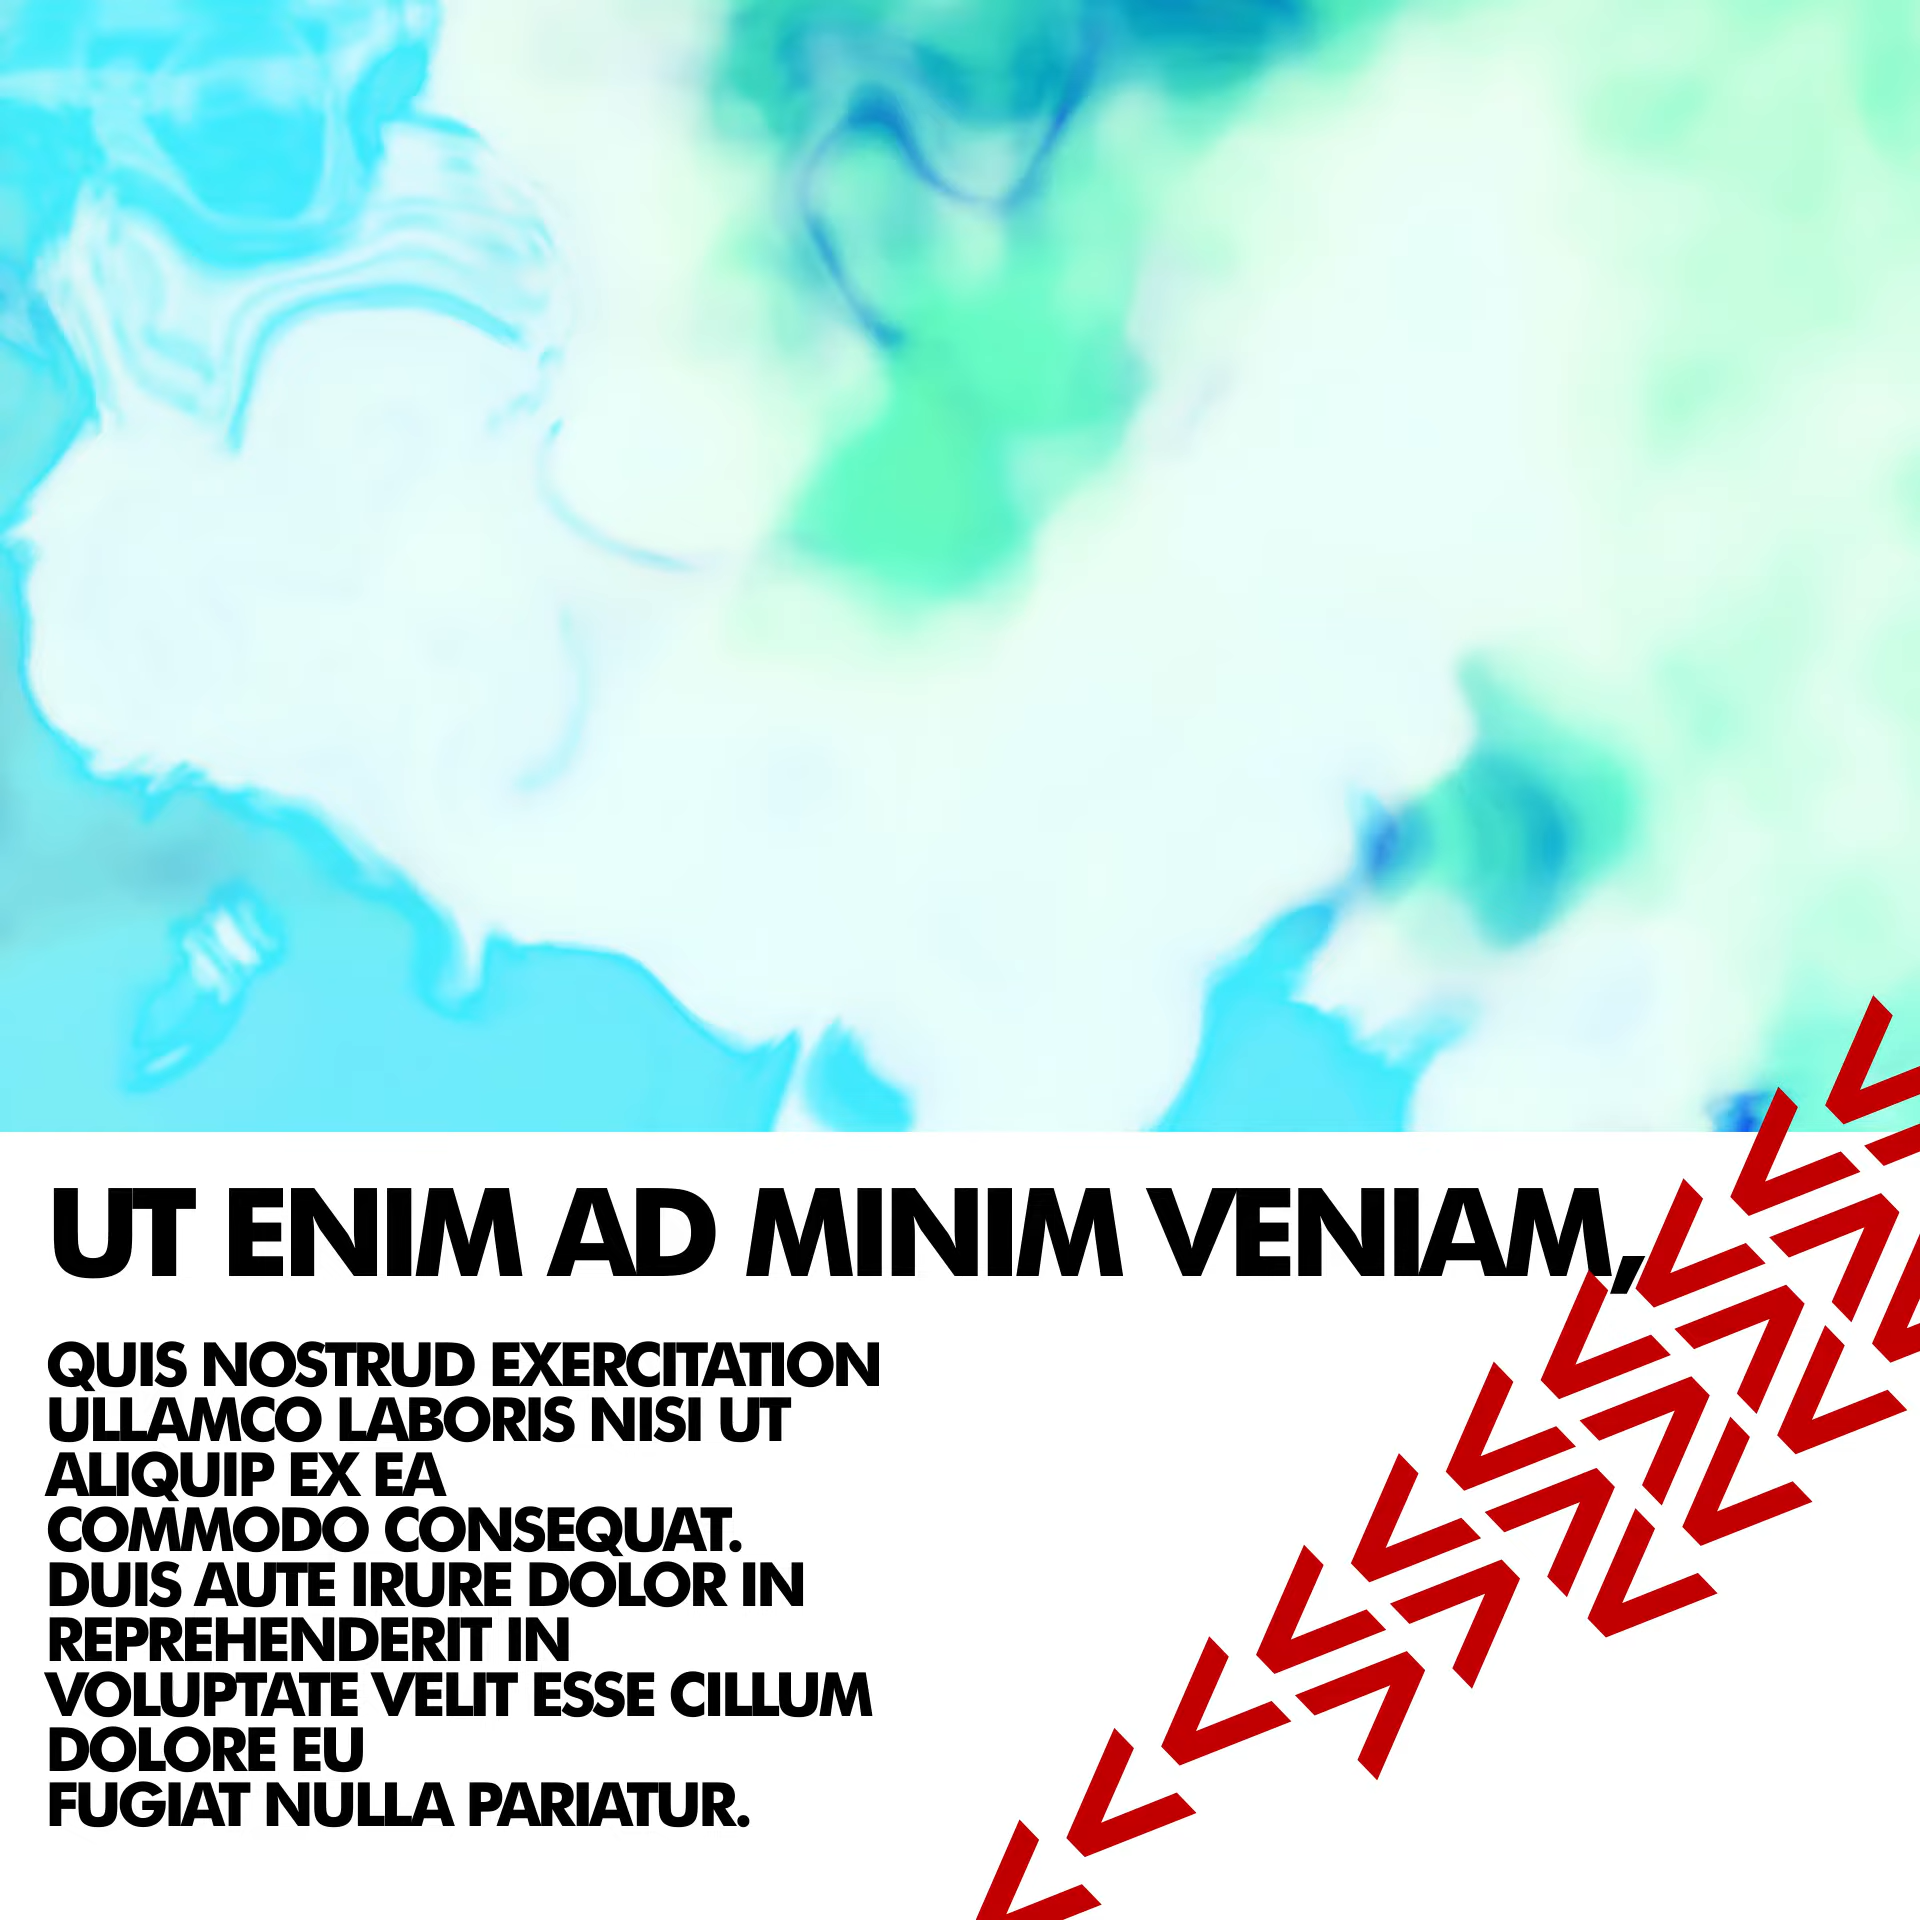 UT ENIM AD MINIM VENIAM,
QUIS NOSTRUD EXERCITATION
ULLAMCO LABORIS NISI UT
ALIQUIP EX EA
COMMODO CONSEQUAT.
DUIS AUTE IRURE DOLOR IN
REPREHENDERIT IN
VOLUPTATE VELIT ESSE CILLUM
DOLORE EU
FUGIAT NULLA PARIATUR.